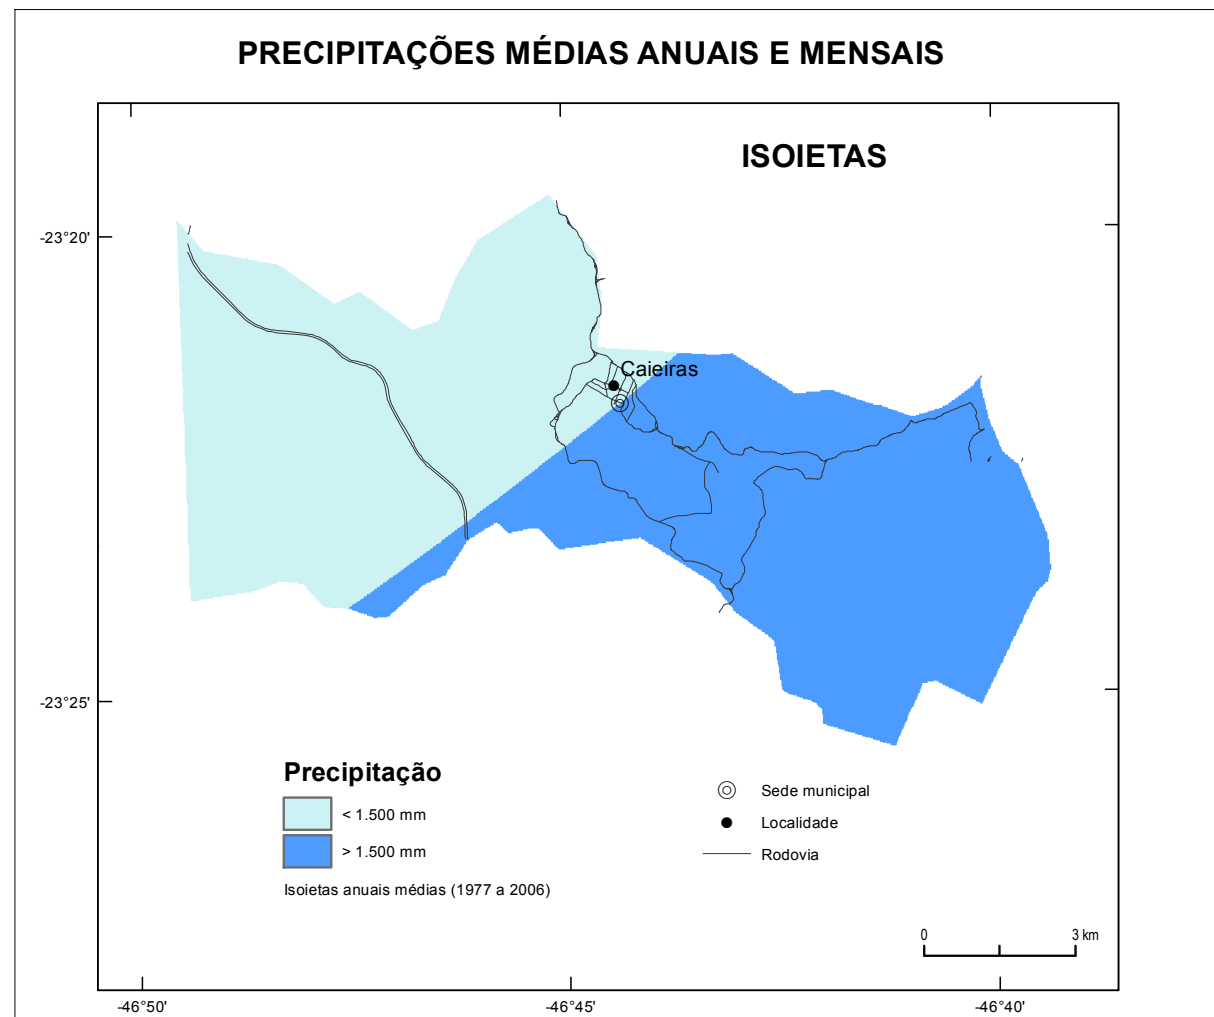 PRECIPITAÇÕES MÉDIAS ANUAIS E MENSAIS
ISOIETAS
-23°20'
Caieiras
-23°25'
Precipitação
< 1.500 mm
> 1.500 mm
Isoietas anuais médias (1977 a 2006)
Sede municipal
Localidade
Rodovia
0 3 km
-46°50' -46°45' -46°40'